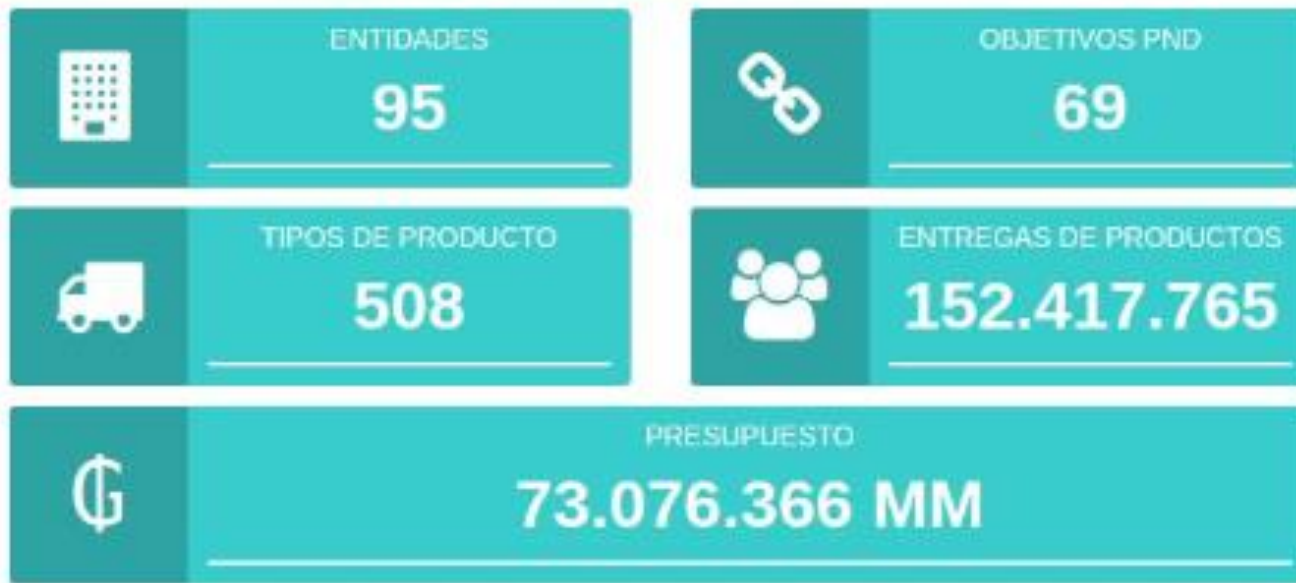 ENTIDADES
95
OBJETIVOS PND
69
TIPOS DE PRODUCTO
508
ENTREGAS DE PRODUCTOS
152.417.765
PRESUPUESTO
₲
73.076.366 MM